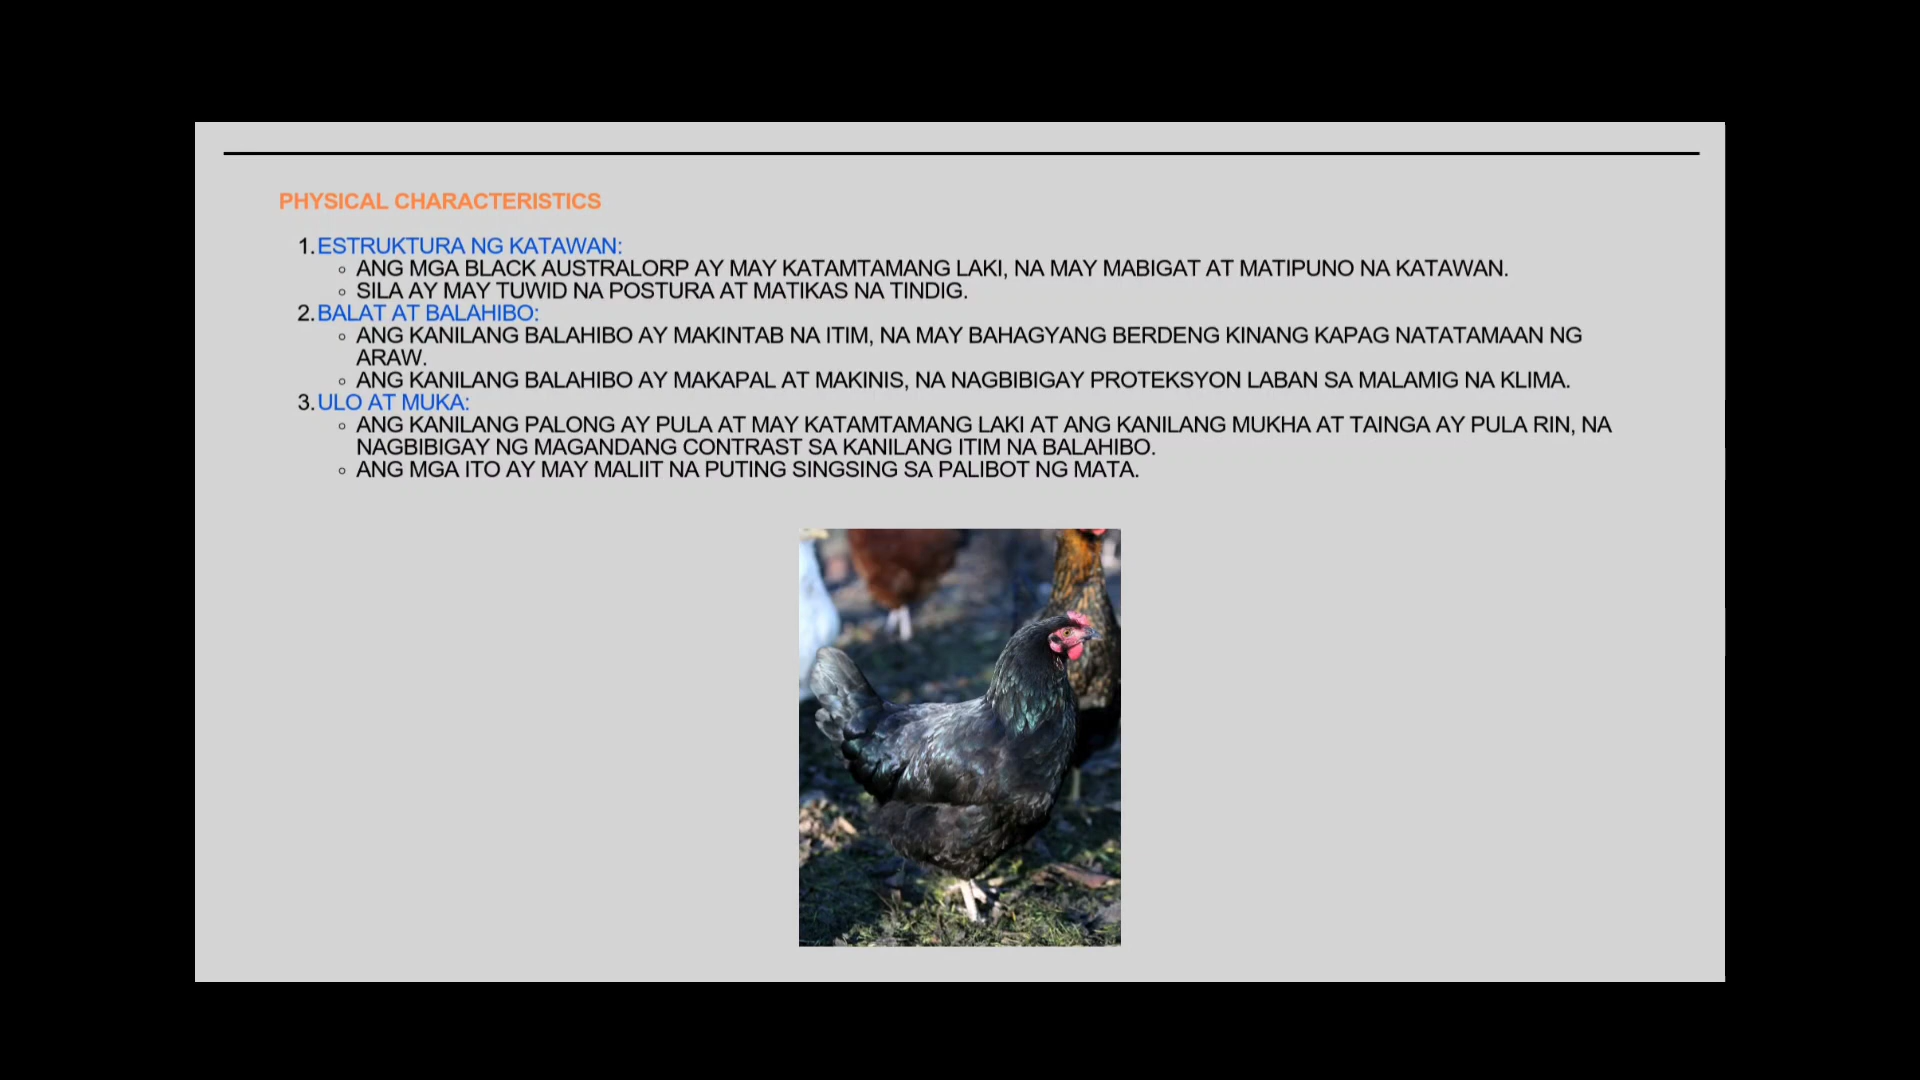 PHYSICAL CHARACTERISTICS
1. ESTRUKTURA NG KATAWAN:
◦ ANG MGA BLACK AUSTRALORP AY MAY KATAMTAMANG LAKI, NA MAY MABIGAT AT MATIPUNO NA KATAWAN.
◦ SILA AY MAY TUWID NA POSTURA AT MATIKAS NA TINDIG.
2. BALAT AT BALAHIBO:
◦ ANG KANILANG BALAHIBO AY MAKINTAB NA ITIM, NA MAY BAHAGYANG BERDENG KINANG KAPAG NATATAMAAN NG
ARAW.
◦ ANG KANILANG BALAHIBO AY MAKAPAL AT MAKINIS, NA NAGBIBIGAY PROTEKSYON LABAN SA MALAMIG NA KLIMA.
3. ULO AT MUKA:
◦ ANG KANILANG PALONG AY PULA AT MAY KATAMTAMANG LAKI AT ANG KANILANG MUKHA AT TAINGA AY PULA RIN, NA
NAGBIBIGAY NG MAGANDANG CONTRAST SA KANILANG ITIM NA BALAHIBO.
◦ ANG MGA ITO AY MAY MALIIT NA PUTING SINGSING SA PALIBOT NG MATA.